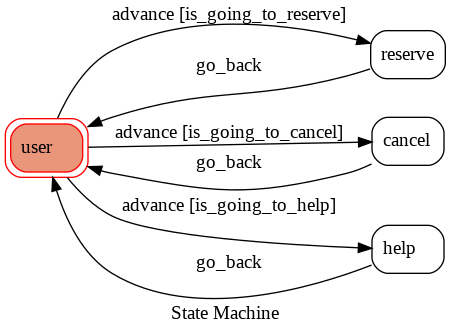 advance [is_going_to_reserve]
reserve
go_back
advance [is_going_to_cancel]
cancel
user
go_back
advance [is_going_to_help]
help
go_back
State Machine